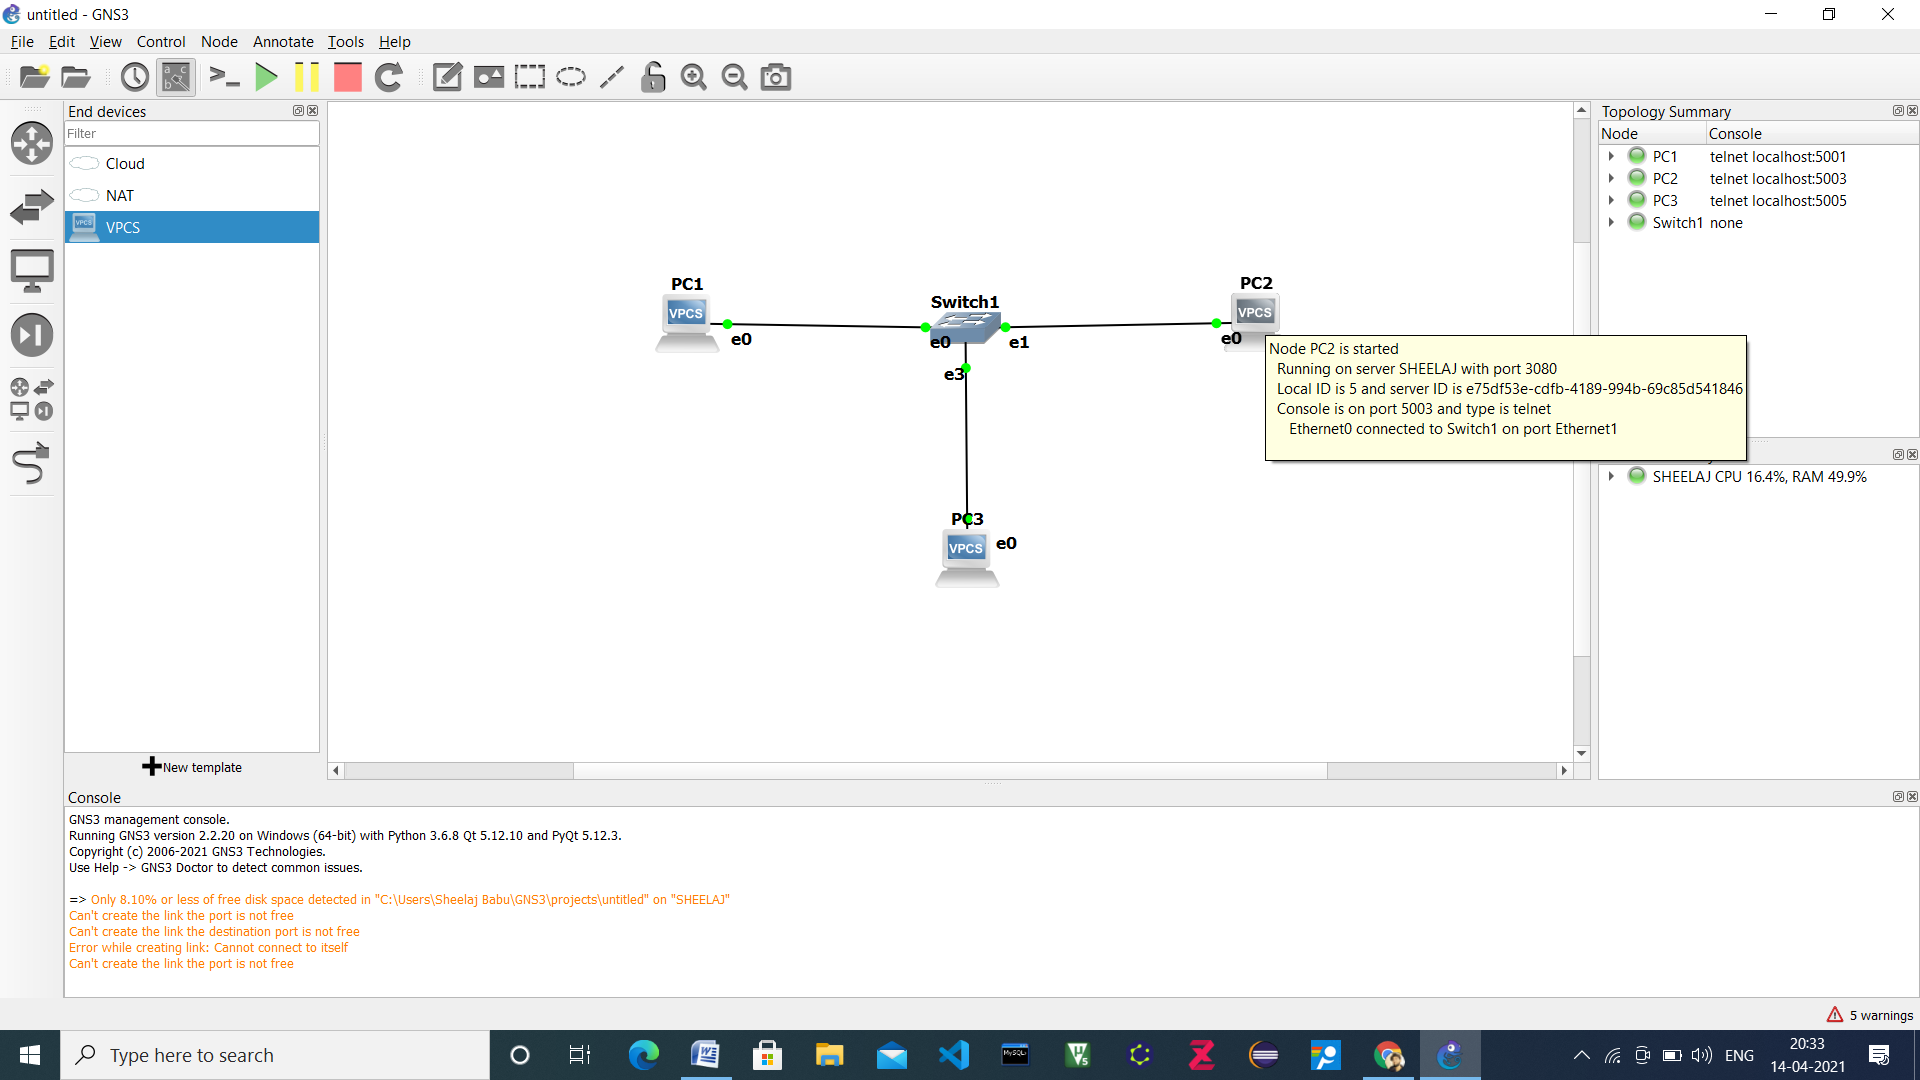 untitled - GNS3
File Edit View Control Node Annotate Tools Help
End devices
Filter
Cloud
NAT
VPCS VPCS
New template
PC1
VPCS
e0
Switch1
e0
e1
e3
PC2
VPCS
e0
PC3
VPCS
e0
Node PC2 is started
Running on server SHEELAJ with port 3080
Local ID is 5 and server ID is e75df53e-cdfb-4189-994b-69c85d541846
Console is on port 5003 and type is telnet
Ethernet0 connected to Switch1 on port Ethernet1
Topology Summary
Node Console
PC1 telnet localhost:5001
PC2 telnet localhost:5003
PC3 telnet localhost:5005
Switch1 none
SHEELAJ CPU 16.4%, RAM 49.9%
Console
GNS3 management console.
Running GNS3 version 2.2.20 on Windows (64-bit) with Python 3.6.8 Qt 5.12.10 and PyQt 5.12.3.
Copyright (c) 2006-2021 GNS3 Technologies.
Use Help -> GNS3 Doctor to detect common issues.
=> Only 8.10% or less of free disk space detected in "C:\Users\Sheelaj Babu\GNS3\projects\untitled" on "SHEELAJ"
Can't create the link the port is not free
Can't create the link the destination port is not free
Error while creating link: Cannot connect to itself
Can't create the link the port is not free
5 warnings
Type here to search
ENG
20:33
14-04-2021